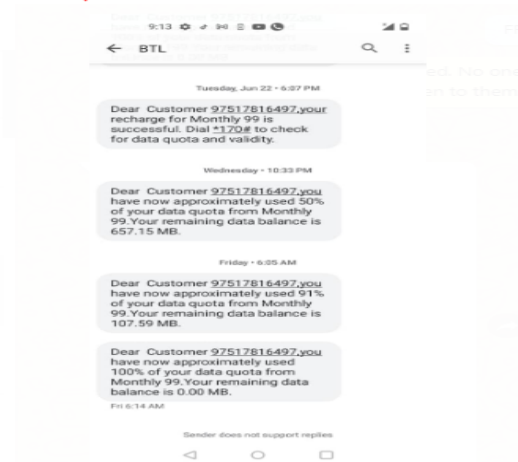 9:13
BTL
Tuesday, Jun 22 • 6:07 PM
Dear Customer 97517816497,your
recharge for Monthly 99 is
successful. Dial *170# to check
for data quota and validity.
Wednesday • 10:33 PM
Dear Customer 97517816497,you
have now approximately used 50%
of your data quota from Monthly
99.Your remaining data balance is
657.15 MB.
Friday • 6:05 AM
Dear Customer 97517816497,you
have now approximately used 91%
of your data quota from Monthly
99.Your remaining data balance is
107.59 MB.
Dear Customer 97517816497,you
have now approximately used
100% of your data quota from
Monthly 99.Your remaining data
balance is 0.00 MB.
Fri 6:14 AM
Sender does not support replies